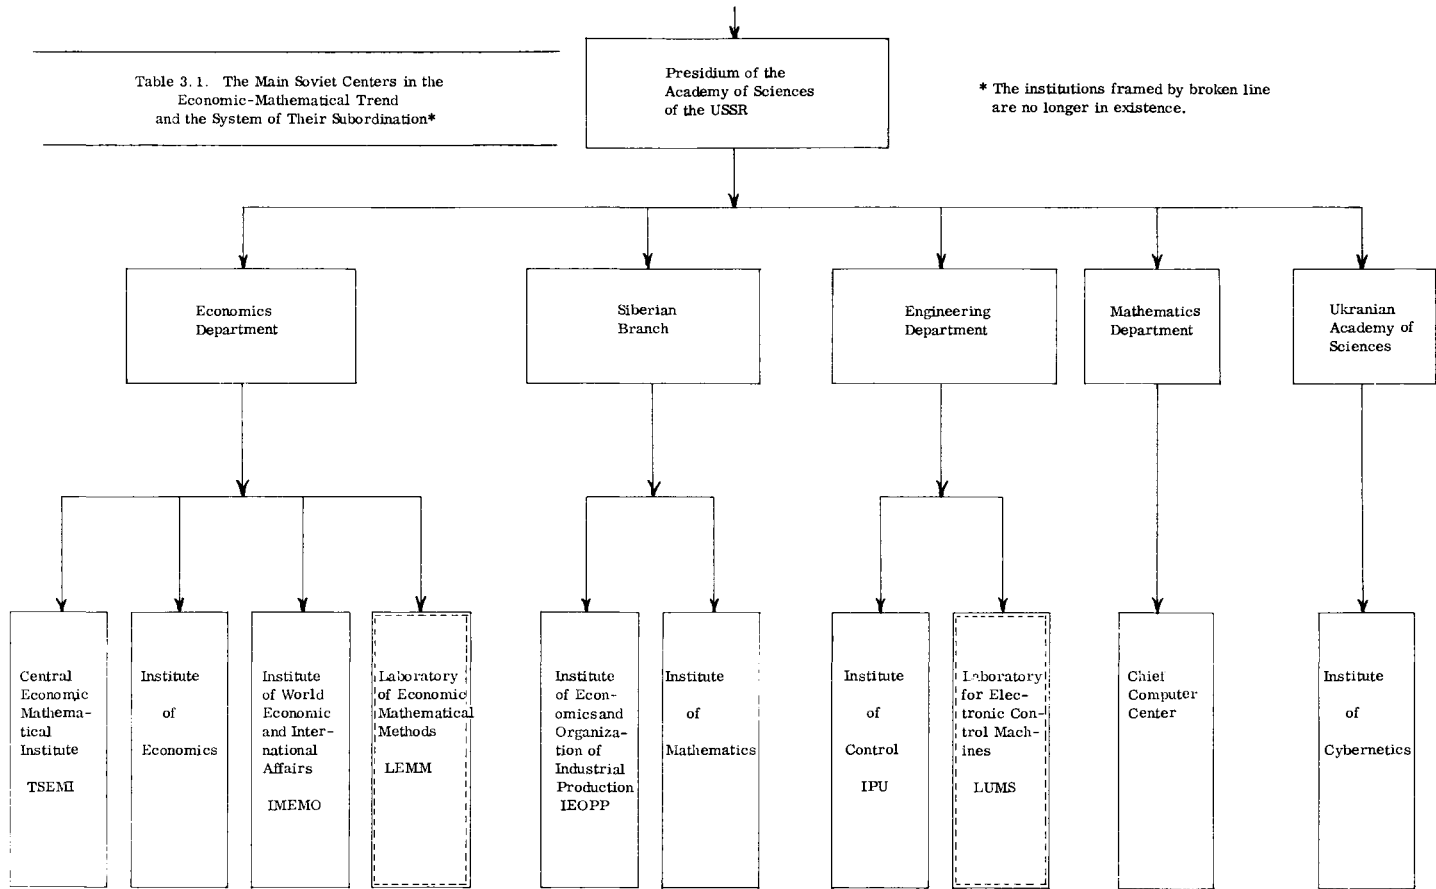 Table 3.1. The Main Soviet Centers in the
Economic-Mathematical Trend
and the System of Their Subordination*
Presidium of the
Academy of Sciences
of the USSR
* The institutions framed by broken line
are no longer in existence.
Economics
Department
Siberian
Branch
Engineering
Department
Mathematics
Department
Ukranian
Academy of
Sciences
Central
Economic
Mathema-
tical
Institute
TSEMI
Institute
of
Economics
Institute
of World
Economic
and Inter-
national
Affairs
IMEMO
Laboratory
of Economic
Mathematical
Methods
LEMM
Institute
of Econ-
omics and
Organiza-
tion of
Industrial
Production
IEOPP
Institute
of
Mathematics
Institute
of
Control
IPU
Laboratory
for Elec-
tronic Con-
trol Mach-
ines
LUMS
Chief
Computer
Center
Institute
of
Cybernetics